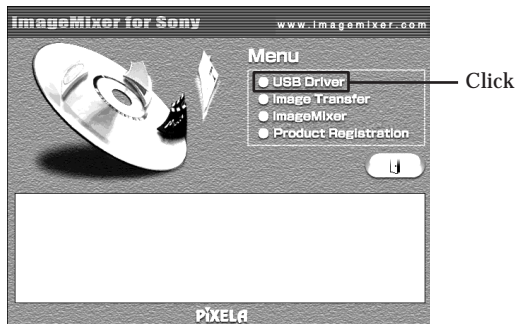 ImageMixer for Sony
www.imagemixer.com
Menu
USB Driver
Click
Image Transfer
ImageMixer
Product Registration
PIXELA